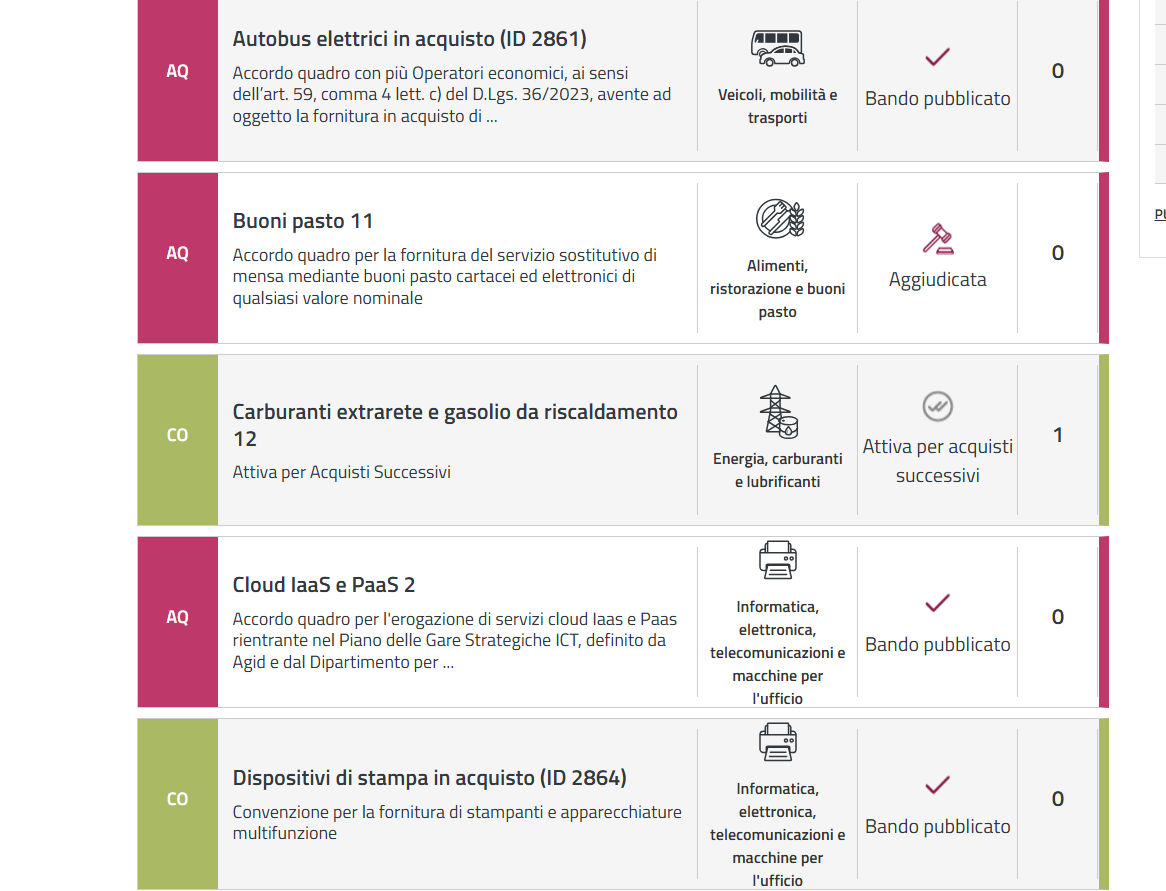 AQ
Autobus elettrici in acquisto (ID 2861)
Accordo quadro con più Operatori economici, ai sensi
dell'art. 59, comma 4 lett. c) del D.Lgs. 36/2023, avente ad
oggetto la fornitura in acquisto di ...
Veicoli, mobilità e
trasporti
Bando pubblicato
0
AQ
Buoni pasto 11
Accordo quadro per la fornitura del servizio sostitutivo di
mensa mediante buoni pasto cartacei ed elettronici di
qualsiasi valore nominale
Alimenti,
ristorazione e buoni
pasto
Aggiudicata
0
CO
Carburanti extrarete e gasolio da riscaldamento
12
Attiva per Acquisti Successivi
Energia, carburanti
e lubrificanti
Attiva per acquisti
successivi
1
AQ
Cloud IaaS e PaaS 2
Accordo quadro per l'erogazione di servizi cloud Iaas e Paas
rientrante nel Piano delle Gare Strategiche ICT, definito da
Agid e dal Dipartimento per ...
Informatica,
elettronica,
telecomunicazioni e
macchine per
l'ufficio
Bando pubblicato
0
CO
Dispositivi di stampa in acquisto (ID 2864)
Convenzione per la fornitura di stampanti e apparecchiature
multifunzione
Informatica,
elettronica,
telecomunicazioni e
macchine per
l'ufficio
Bando pubblicato
0